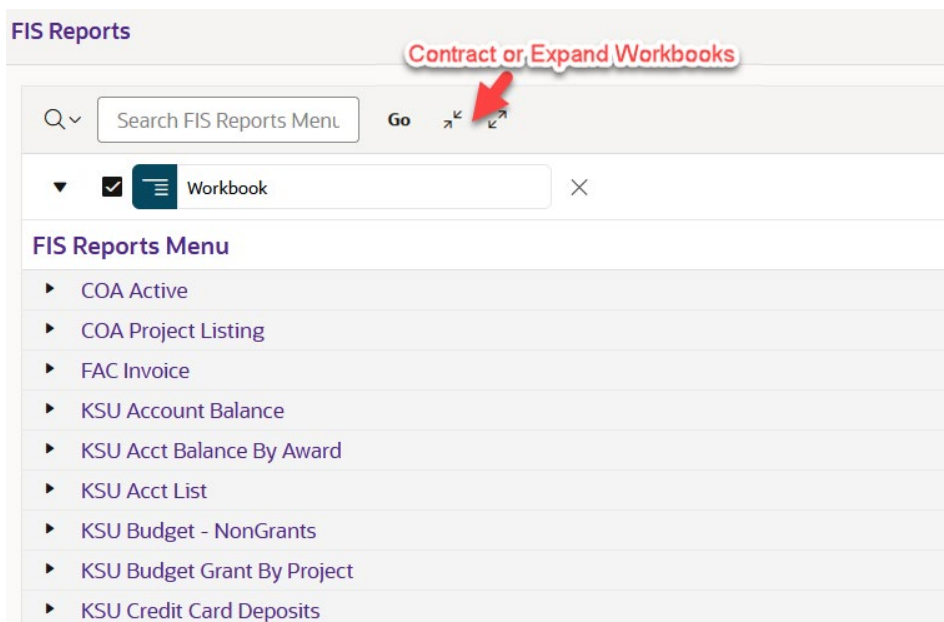 FIS Reports
Contract or Expand Workbooks
Search FIS Reports Menu Go
Workbook
FIS Reports Menu
COA Active
COA Project Listing
FAC Invoice
KSU Account Balance
KSU Acct Balance By Award
KSU Acct List
KSU Budget - NonGrants
KSU Budget Grant By Project
KSU Credit Card Deposits